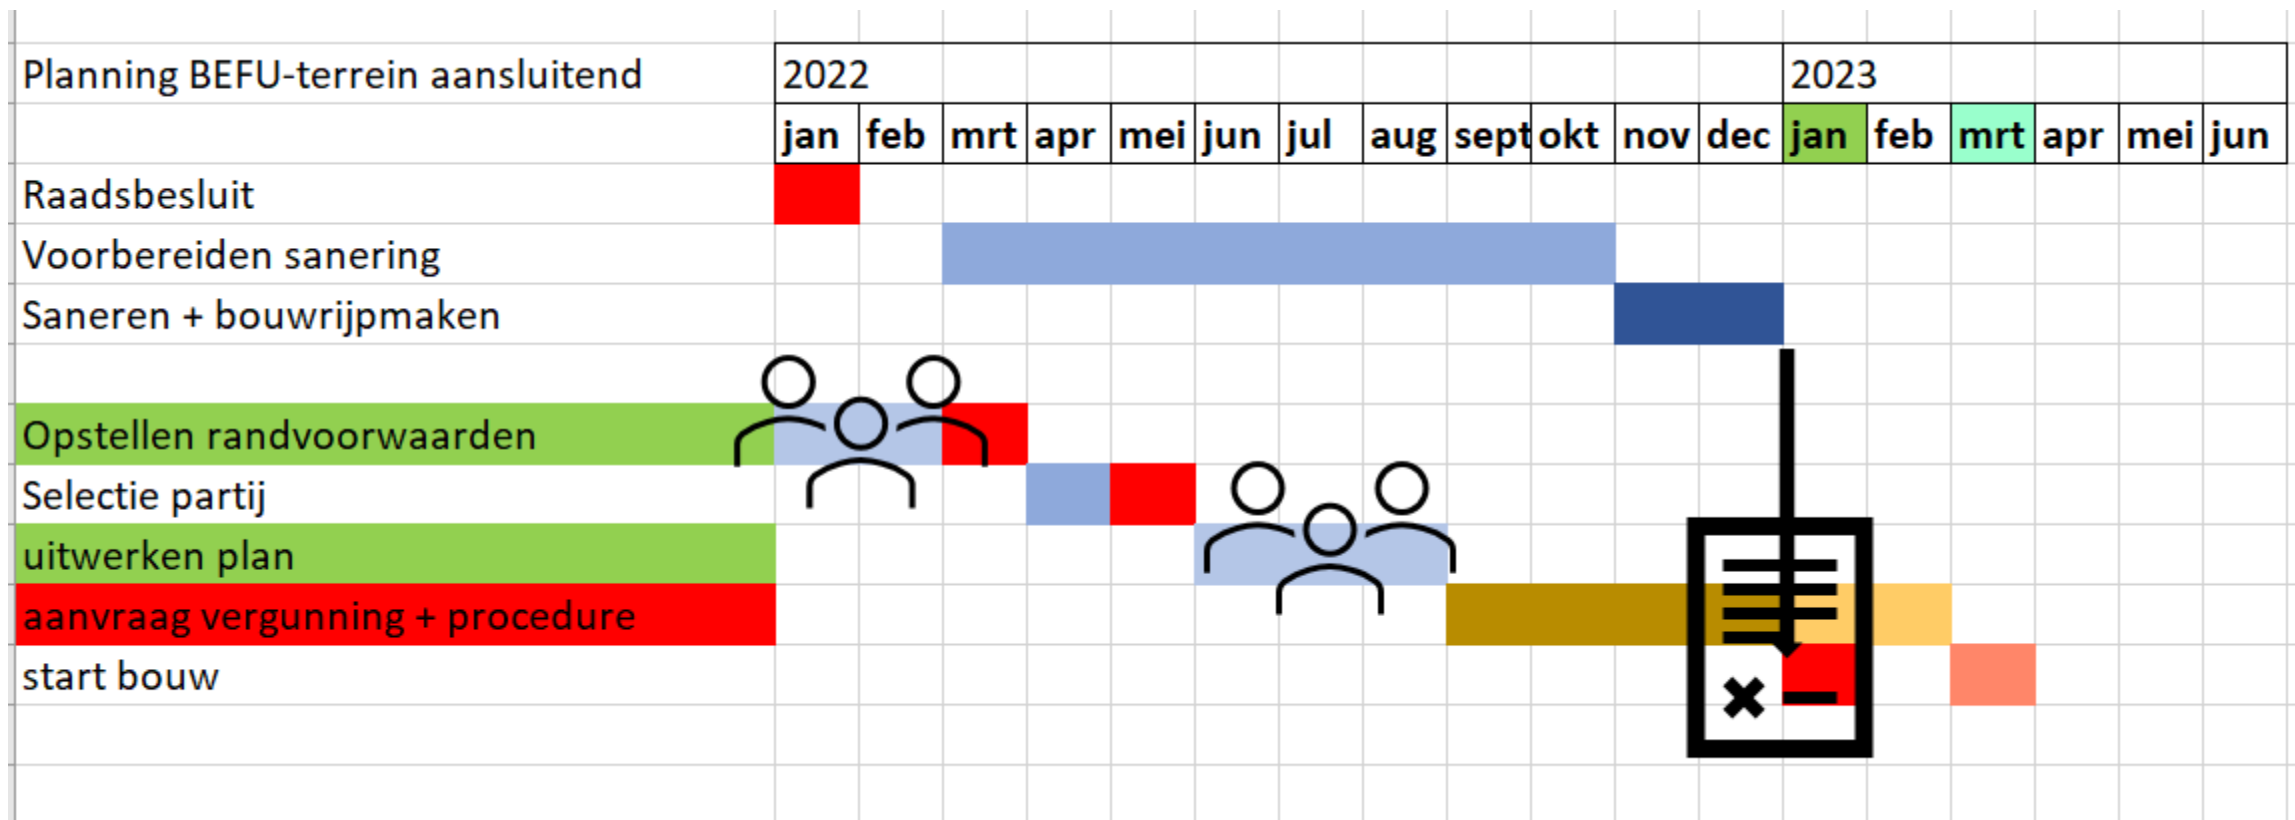 Planning BEFU-terrein aansluitend 2022 2023
jan feb mrt apr mei jun jul aug sept okt nov dec jan feb mrt apr mei jun
Raadsbesluit
Voorbereiden sanering
Saneren + bouwrijpmaken
Opstellen randvoorwaarden
Selectie partij
uitwerken plan
aanvraag vergunning + procedure
start bouw